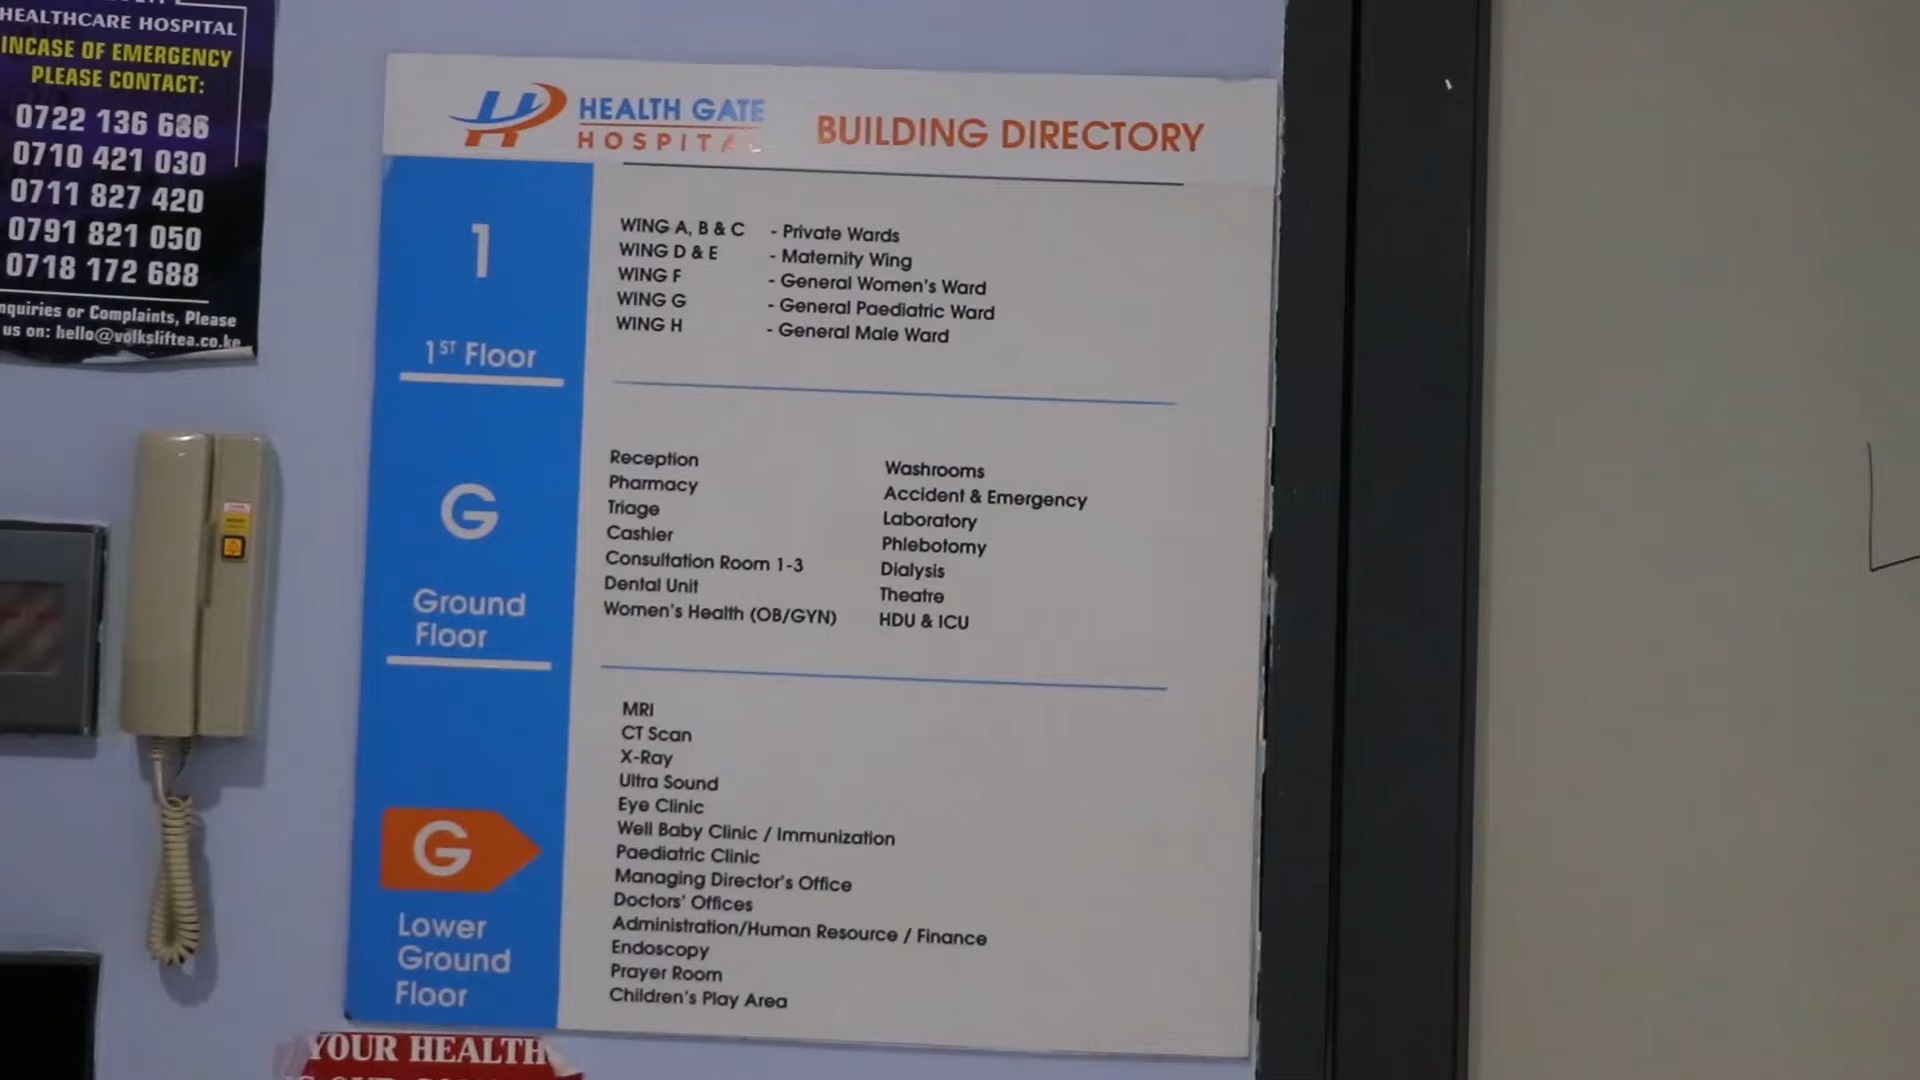 HEALTHCARE HOSPITAL
INCASE OF EMERGENCY
PLEASE CONTACT:
0722 136 686
0710 421 030
0711 827 420
0791 821 050
0718 172 688
nquiries or Complaints, Please
us on: hello@volksliftea.co.ke
HEALTH GATE
HOSPITAL
BUILDING DIRECTORY
1
1ST Floor
WING A, B & C - Private Wards
WING D & E - Maternity Wing
WING F - General Women's Ward
WING G - General Paediatric Ward
WING H - General Male Ward
G
Ground
Floor
Reception
Pharmacy
Triage
Cashier
Consultation Room 1-3
Dental Unit
Women's Health (OB/GYN)
Washrooms
Accident & Emergency
Laboratory
Phlebotomy
Dialysis
Theatre
HDU & ICU
G
Lower
Ground
Floor
MRI
CT Scan
X-Ray
Ultra Sound
Eye Clinic
Well Baby Clinic / Immunization
Paediatric Clinic
Managing Director's Office
Doctors' Offices
Administration/Human Resource / Finance
Endoscopy
Prayer Room
Children's Play Area
YOUR HEALTH